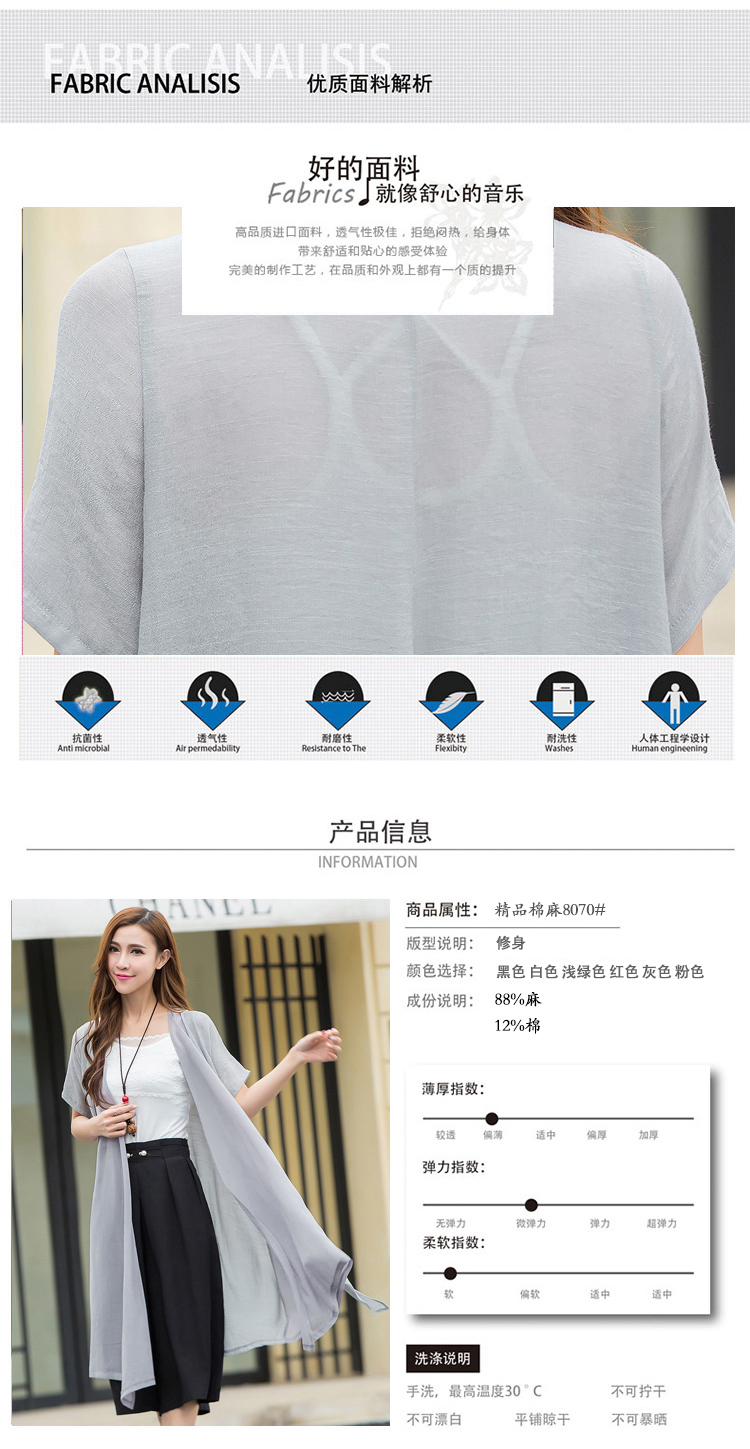 FABRIC ANALISIS
FABRIC ANALISIS 优质面料解析
好的面料
Fabrics 就像舒心的音乐
高品质进口面料，透气性极佳，拒绝闷热，给身体
带来舒适和贴心的感受体验
完美的制作工艺，在品质和外观上都有一个质的提升
抗菌性 透气性 耐磨性 柔软性 耐洗性 人体工程学设计
Anti microbial Air permedability Resistance to The Flexibity Washes Human engineening
产品信息
INFORMATION
CHANEL
商品属性： 精品棉麻8070#
版型说明： 修身
颜色选择： 黑色 白色 浅绿色 红色 灰色 粉色
成份说明： 88%麻
12%棉
薄厚指数：
较透 偏薄 适中 偏厚 加厚
弹力指数：
无弹力 微弹力 弹力 超弹力
柔软指数：
软 偏软 适中 适中
洗涤说明
手洗，最高温度30°C 不可拧干
不可漂白 平铺晾干 不可暴晒